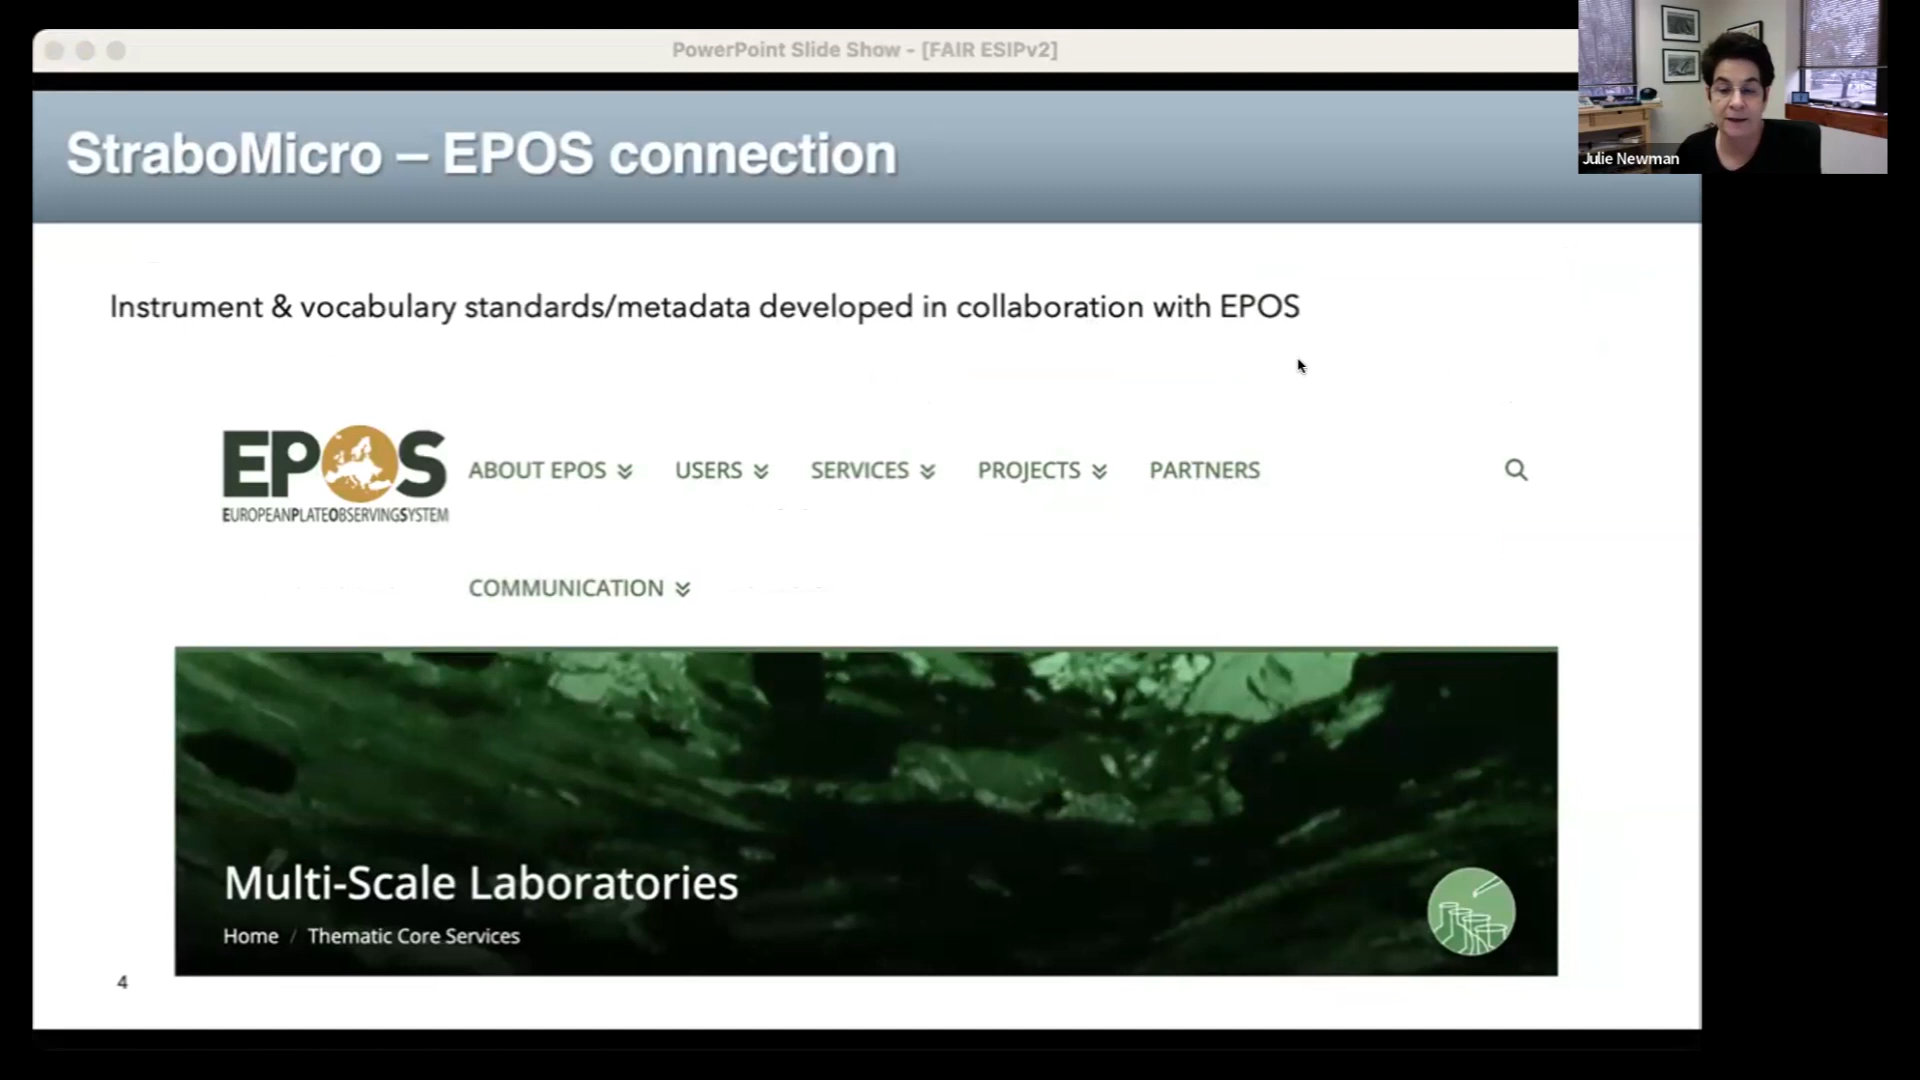 PowerPoint Slide Show - [FAIR ESIPv2]
Julie Newman
StraboMicro – EPOS connection
Instrument & vocabulary standards/metadata developed in collaboration with EPOS
EPOS
EUROPEANPLATEOBSERVINGSYSTEM
ABOUT EPOS USERS SERVICES PROJECTS PARTNERS
COMMUNICATION
Multi-Scale Laboratories
Home / Thematic Core Services
4